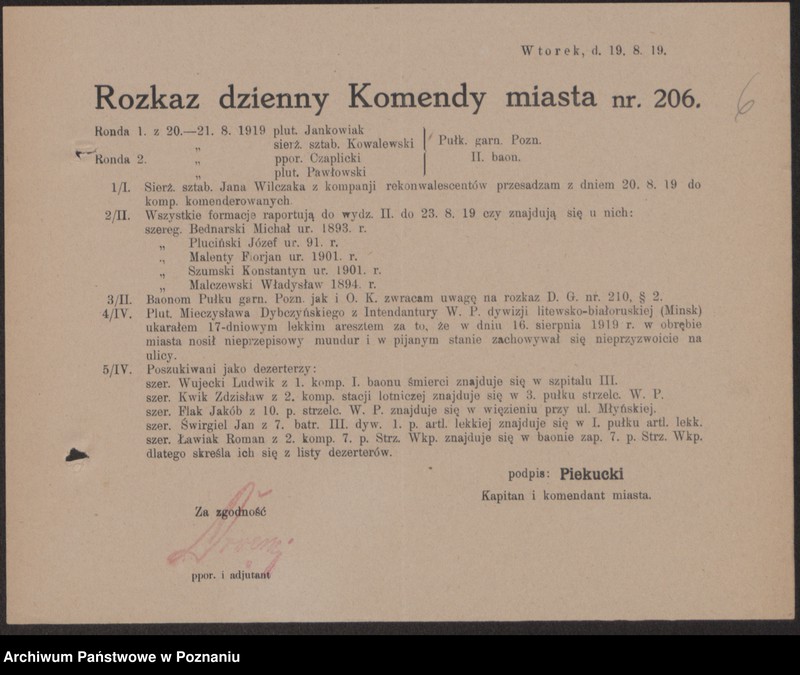 Wtorek, d. 19. 8. 19.
Rozkaz dzienny Komendy miasta nr. 206.
6
Ronda 1. z 20.—21. 8. 1919 plut. Jankowiak
„ sierż. sztab. Kowalewski
Pułk. garn. Pozn.
Ronda 2. „ ppor. Czaplicki
II. baon.
„ plut. Pawłowski
1/I. Sierż. sztab. Jana Wilczaka z kompanji rekonwalescentów przesadzam z dniem 20. 8. 19 do
komp. komenderowanych.
2/II. Wszystkie formacje raportują do wydz. II. do 23. 8. 19 czy znajdują się u nich:
szereg. Bednarski Michał ur. 1893. r.
„ Pluciński Józef ur. 91. r.
„ Malenty Florjan ur. 1901. r.
„ Szumski Konstantyn ur. 1901. r.
„ Malczewski Władysław 1894. r.
3/II. Baonom Pułku garn. Pozn. jak i O. K. zwracam uwagę na rozkaz D. G. nr. 210, § 2.
4/IV. Plut. Mieczysława Dybczyńskiego z Intendantury W. P. dywizji litewsko-białoruskiej (Minsk)
ukarałem 17-dniowym lekkim aresztem za to, że w dniu 16. sierpnia 1919 r. w obrębie
miasta nosił nieprzepisowy mundur i w pijanym stanie zachowywał się nieprzyzwoicie na
ulicy.
5/IV. Poszukiwani jako dezerterzy:
szer. Wujecki Ludwik z 1. komp. I. baonu śmierci znajduje się w szpitalu III.
szer. Kwik Zdzisław z 2. komp. stacji lotniczej znajduje się w 3. pułku strzelc. W. P.
szer. Flak Jakób z 10. p. strzelc. W. P. znajduje się w więzieniu przy ul. Młyńskiej.
szer. Świrgiel Jan z 7. batr. III. dyw. 1. p. artl. lekkiej znajduje się w I. pułku artl. lekk.
szer. Ławiak Roman z 2. komp. 7. p. Strz. Wkp. znajduje się w baonie zap. 7. p. Strz. Wkp.
dlatego skreśla ich się z listy dezerterów.
podpis: Piekucki
Kapitan i komendant miasta.
Za zgodność
ppor. i adjutant
Archiwum Państwowe w Poznaniu